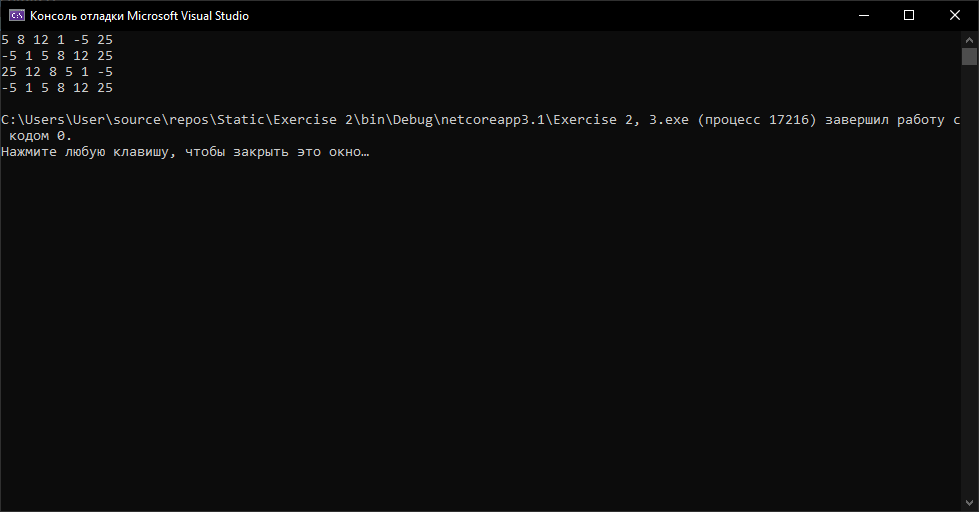 Консоль отладки Microsoft Visual Studio
5 8 12 1 -5 25
-5 1 5 8 12 25
25 12 8 5 1 -5
-5 1 5 8 12 25
C:\Users\User\source\repos\Static\Exercise 2\bin\Debug\netcoreapp3.1\Exercise 2, 3.exe (процесс 17216) завершил работу с
кодом 0.
Нажмите любую клавишу, чтобы закрыть это окно…